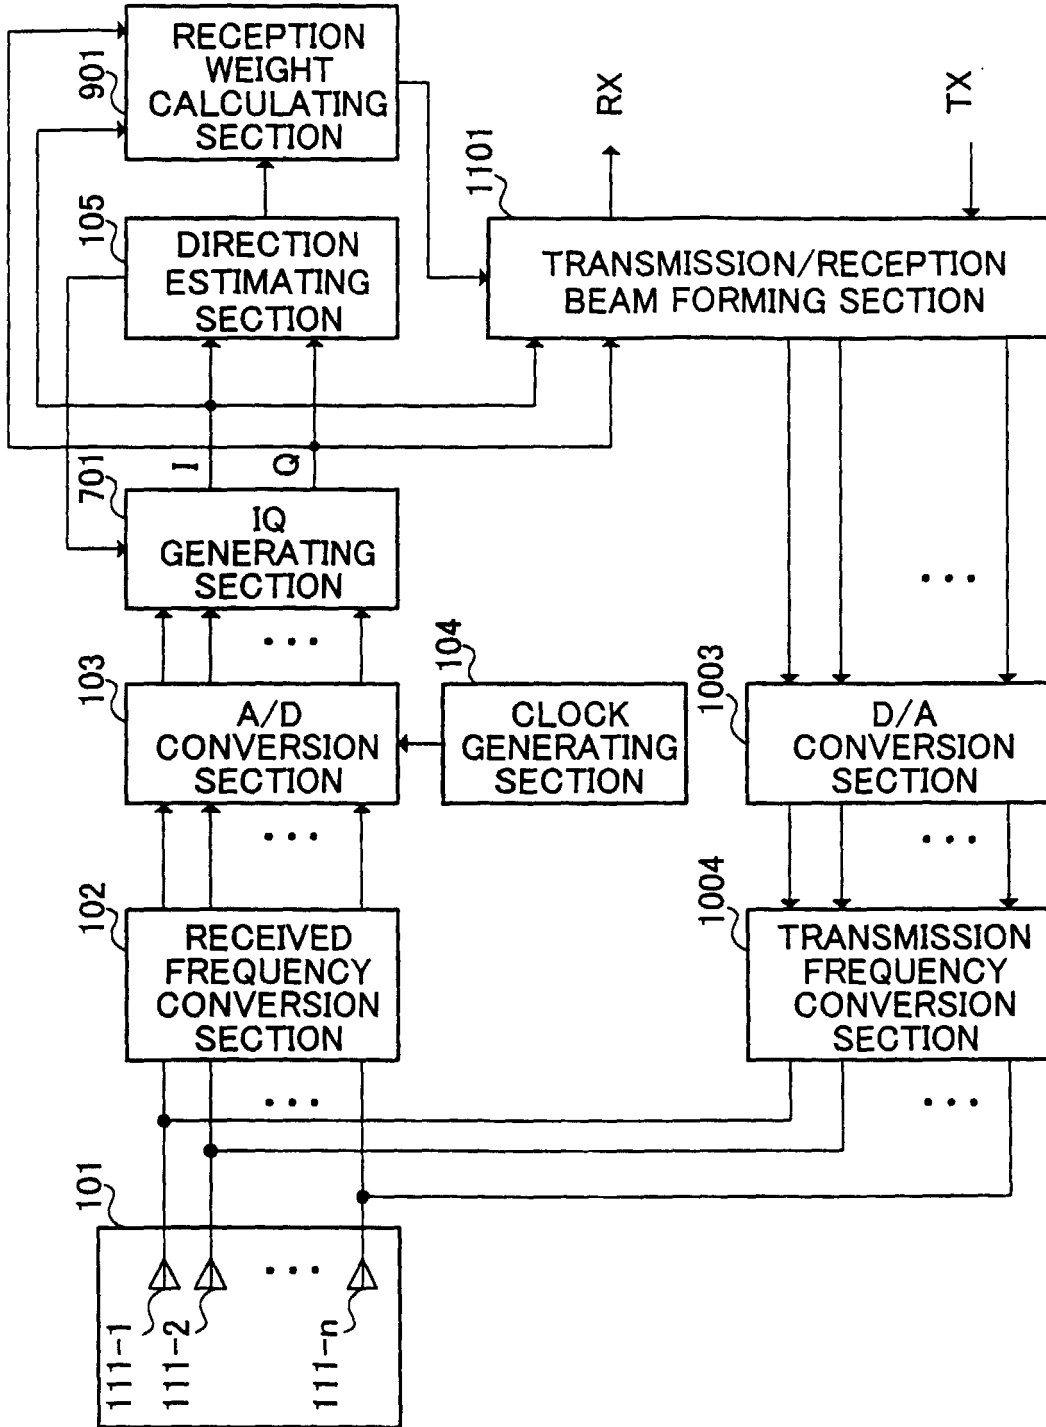 101
111-1
111-2
...
111-n
102
RECEIVED
FREQUENCY
CONVERSION
SECTION
...
...
103
A/D
CONVERSION
SECTION
...
104
CLOCK
GENERATING
SECTION
701
IQ
GENERATING
SECTION
I
Q
105
DIRECTION
ESTIMATING
SECTION
901
RECEPTION
WEIGHT
CALCULATING
SECTION
1101
TRANSMISSION/RECEPTION
BEAM FORMING SECTION
RX
TX
...
1003
D/A
CONVERSION
SECTION
...
1004
TRANSMISSION
FREQUENCY
CONVERSION
SECTION
...